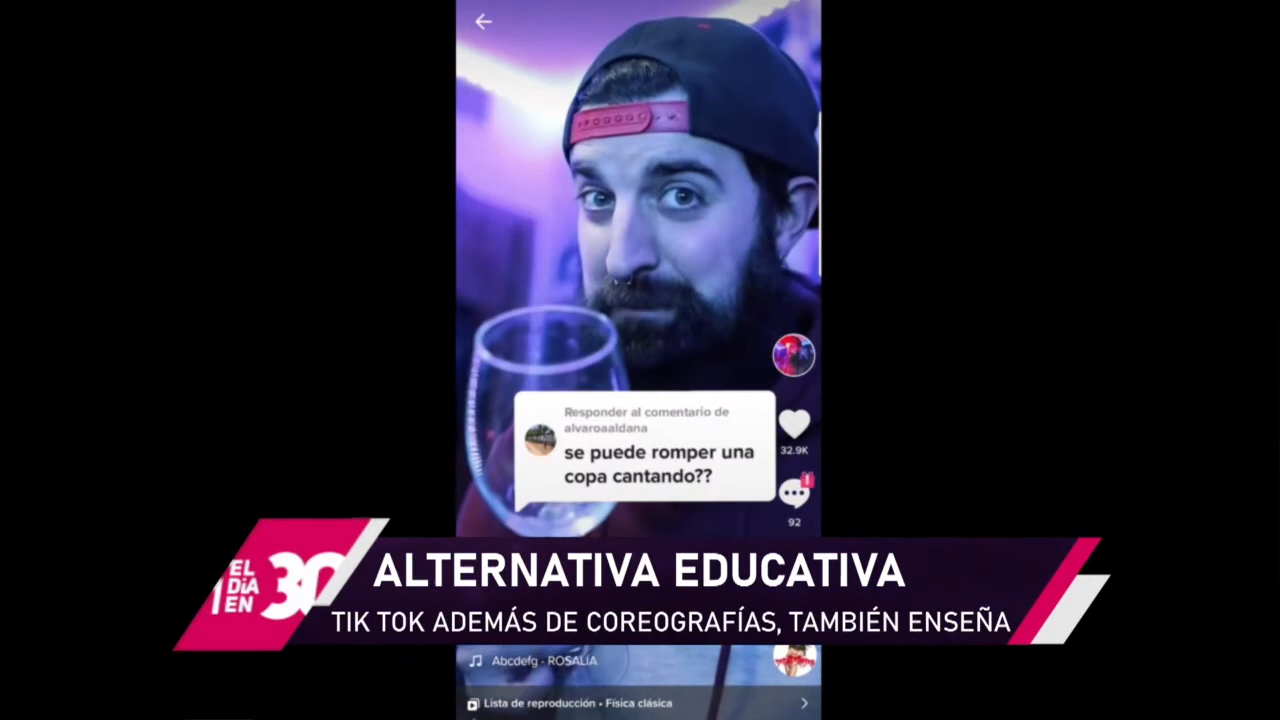 Responder al comentario de
alvaroaaldana
se puede romper una
copa cantando??
32.9K
92
EL
DÍA
EN
30
ALTERNATIVA EDUCATIVA
TIK TOK ADEMÁS DE COREOGRAFÍAS, TAMBIÉN ENSEÑA
Abcdefg - ROSALÍA
Lista de reproducción • Física clásica